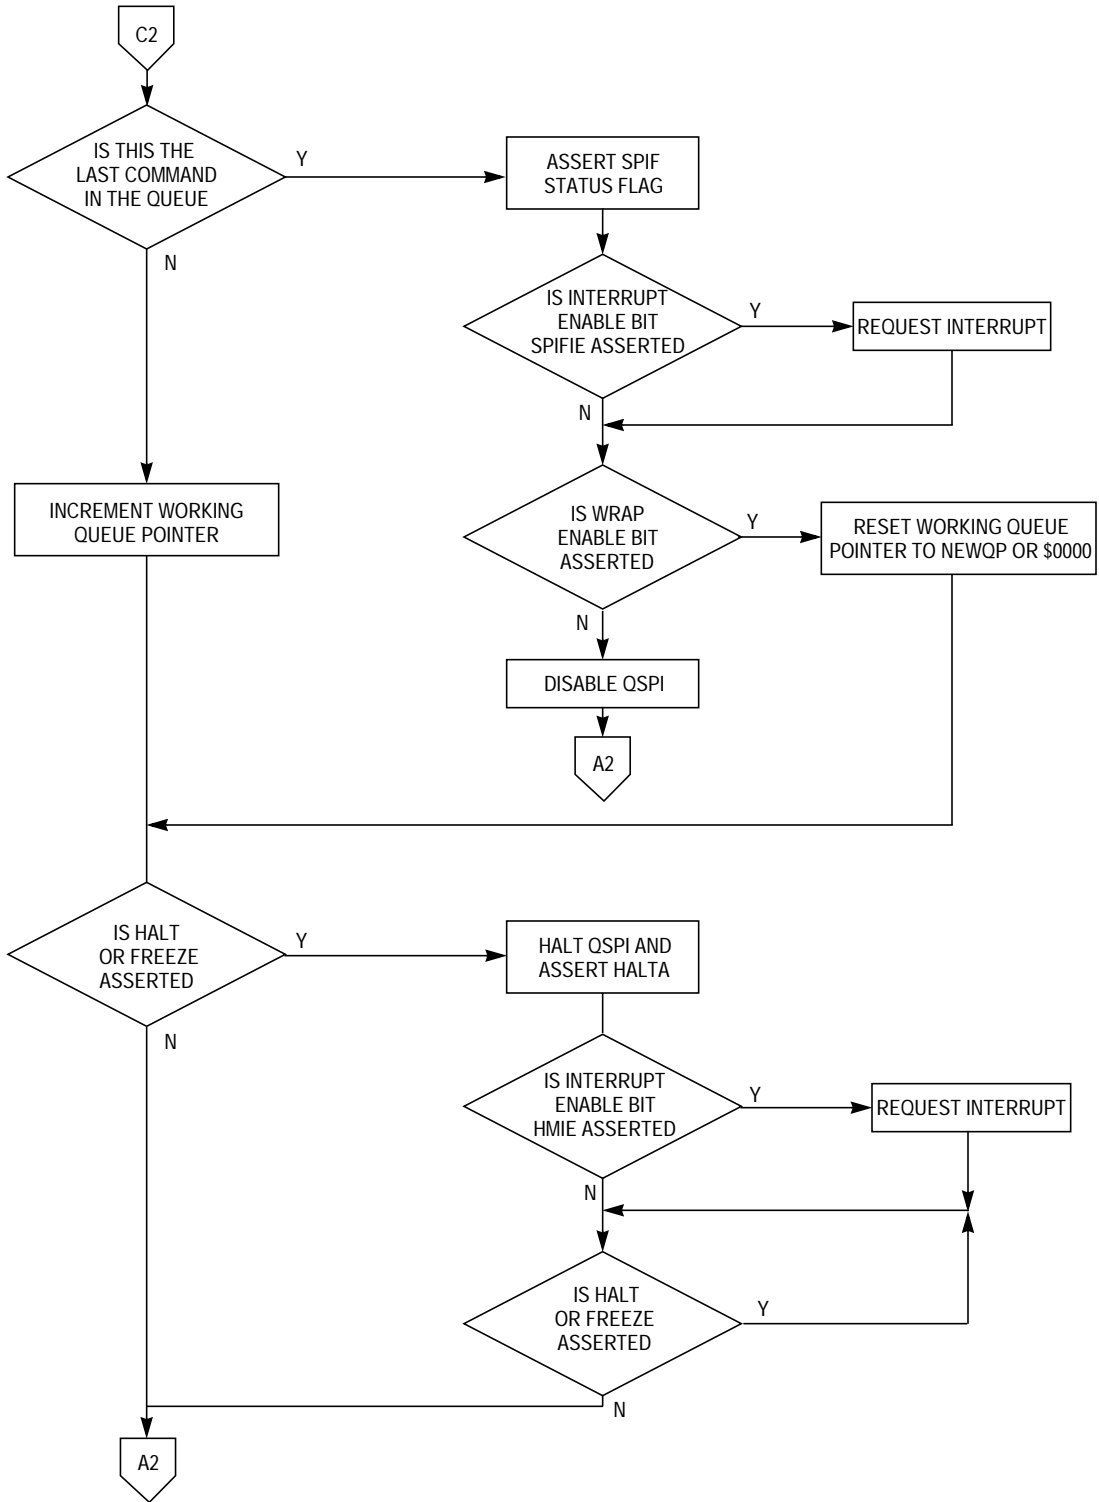 C2
IS THIS THE
LAST COMMAND
IN THE QUEUE
Y
N
ASSERT SPIF
STATUS FLAG
IS INTERRUPT
ENABLE BIT
SPIFIE ASSERTED
Y
REQUEST INTERRUPT
N
INCREMENT WORKING
QUEUE POINTER
IS WRAP
ENABLE BIT
ASSERTED
Y
RESET WORKING QUEUE
POINTER TO NEWQP OR $0000
N
DISABLE QSPI
A2
IS HALT
OR FREEZE
ASSERTED
Y
N
HALT QSPI AND
ASSERT HALTA
IS INTERRUPT
ENABLE BIT
HMIE ASSERTED
Y
REQUEST INTERRUPT
N
IS HALT
OR FREEZE
ASSERTED
Y
N
A2